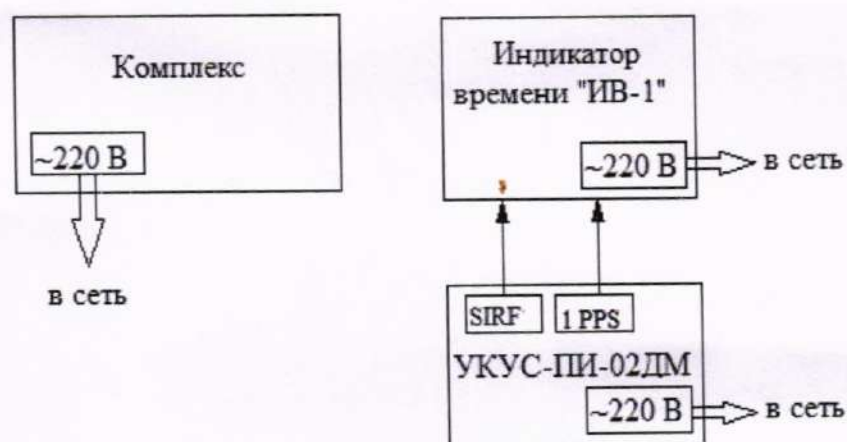 Комплекс
~220 В
в сеть
Индикатор
времени "ИВ-1"
~220 В
в сеть
SIRF
1 PPS
УКУС-ПИ-02ДМ
~220 В
в сеть